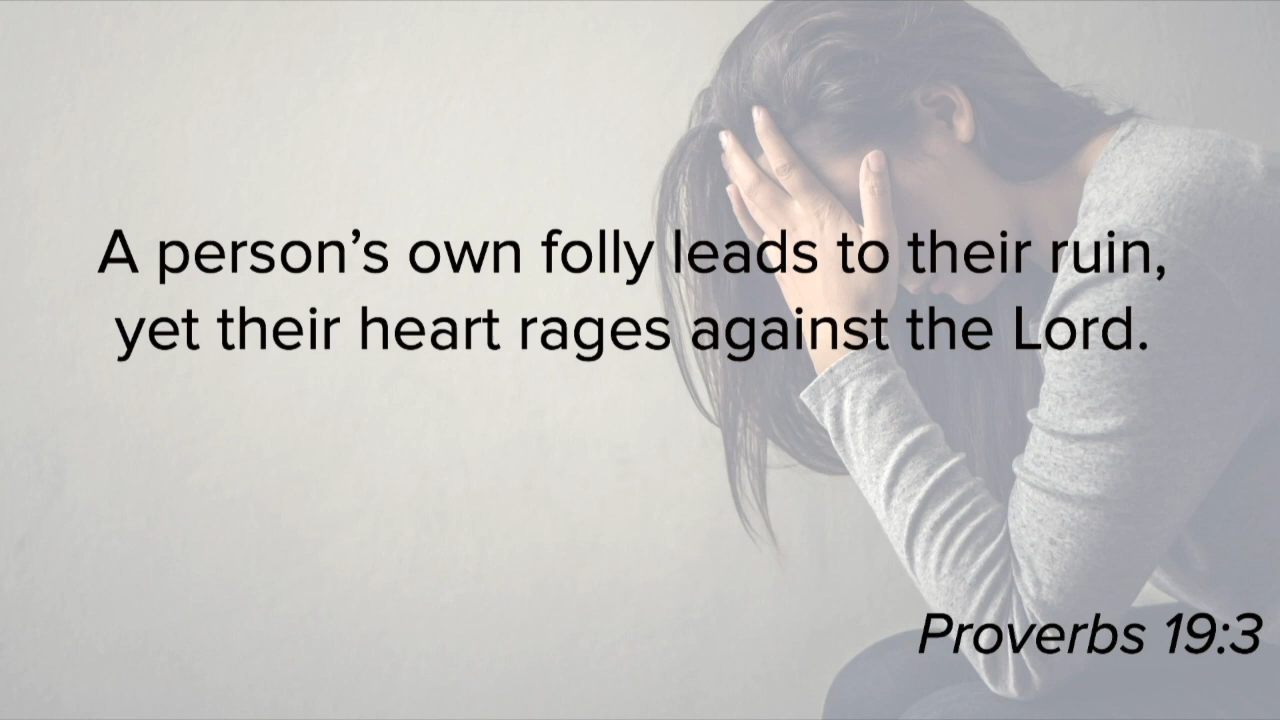 A person’s own folly leads to their ruin,
yet their heart rages against the Lord.
Proverbs 19:3